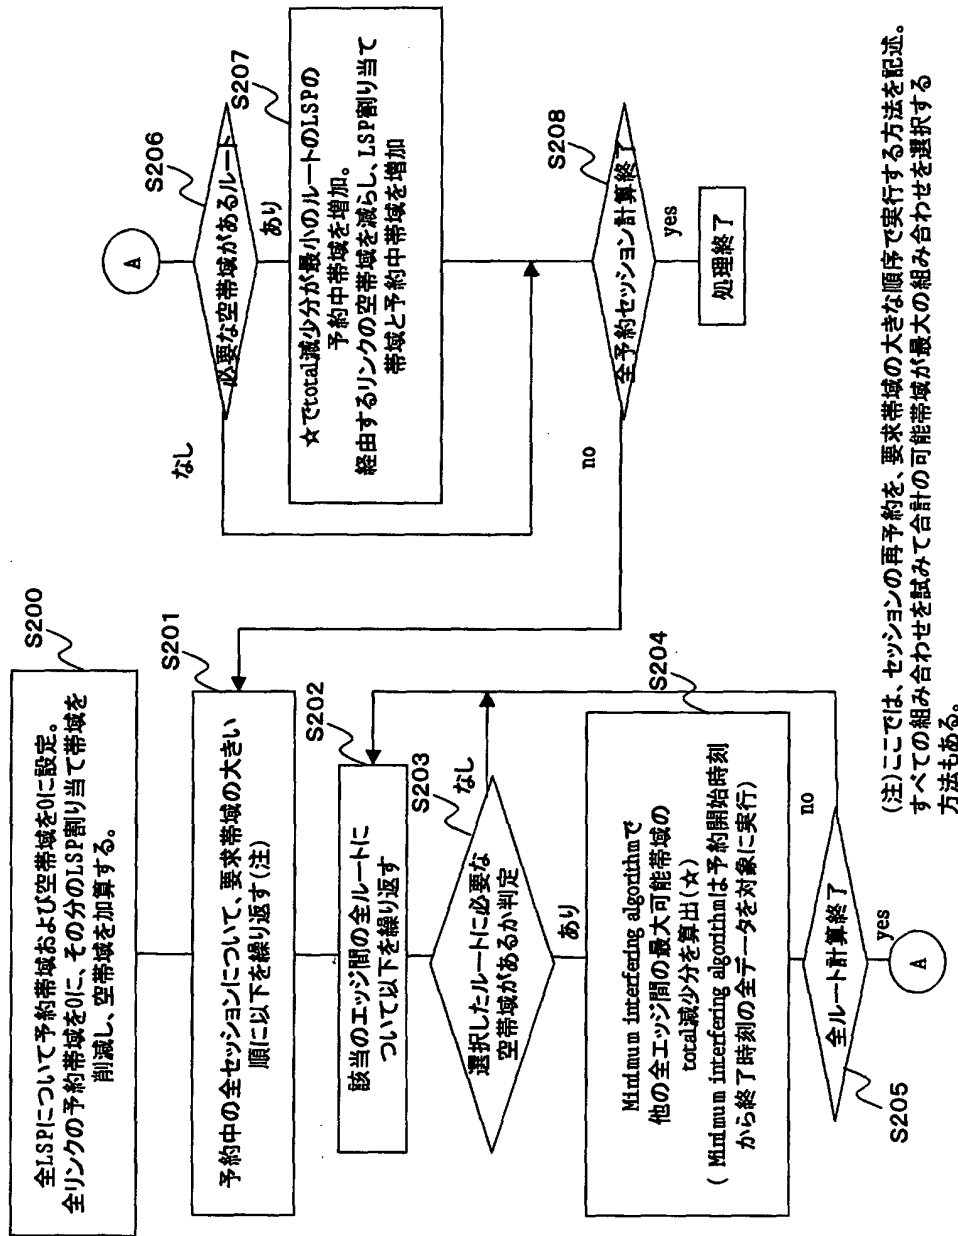 S200
全LSPについて予約帯域および空帯域を0に設定。
全リンクの予約帯域を0に、その分のLSP割り当て帯域を
削減し、空帯域を加算する。
S201
予約中の全セッションについて、要求帯域の大きい
順に以下を繰り返す(注)
S202
該当のエッジ間の全ルートに
ついて以下を繰り返す
S203
選択したルートに必要な
空帯域があるか判定
なし
あり
S204
Minimum interfering algorithmで
他の全エッジ間の最大可能帯域の
total減少分を算出(☆)
( Minimum interfering algorithmは予約開始時刻
から終了時刻の全データを対象に実行)
全ルート計算終了
S205
no
yes
A
A
S206
必要な空帯域があるルート
なし
あり
S207
☆でtotal減少分が最小のルートのLSPの
予約中帯域を増加。
経由するリンクの空帯域を減らし、LSP割り当て
帯域と予約中帯域を増加
S208
全予約セッション計算終了
no
yes
処理終了
(注)ここでは、セッションの再予約を、要求帯域の大きな順序で実行する方法を記述。
すべての組み合わせを試みて合計の可能帯域が最大の組み合わせを選択する
方法もある。